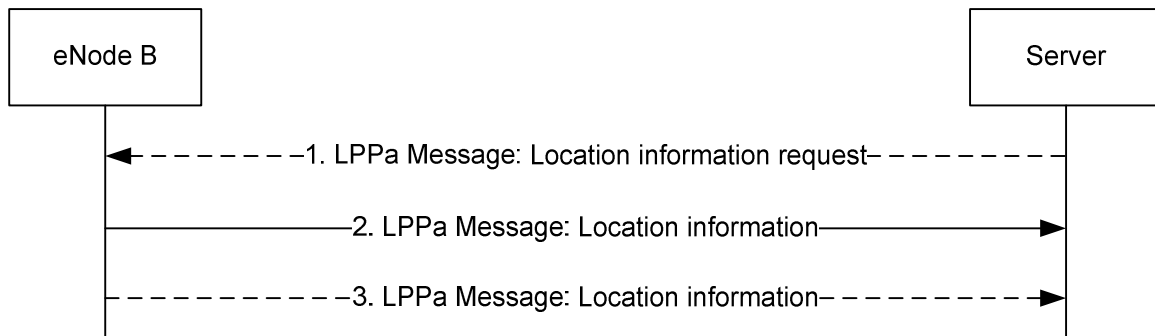 eNode B
Server
1. LPPa Message: Location information request
2. LPPa Message: Location information
3. LPPa Message: Location information